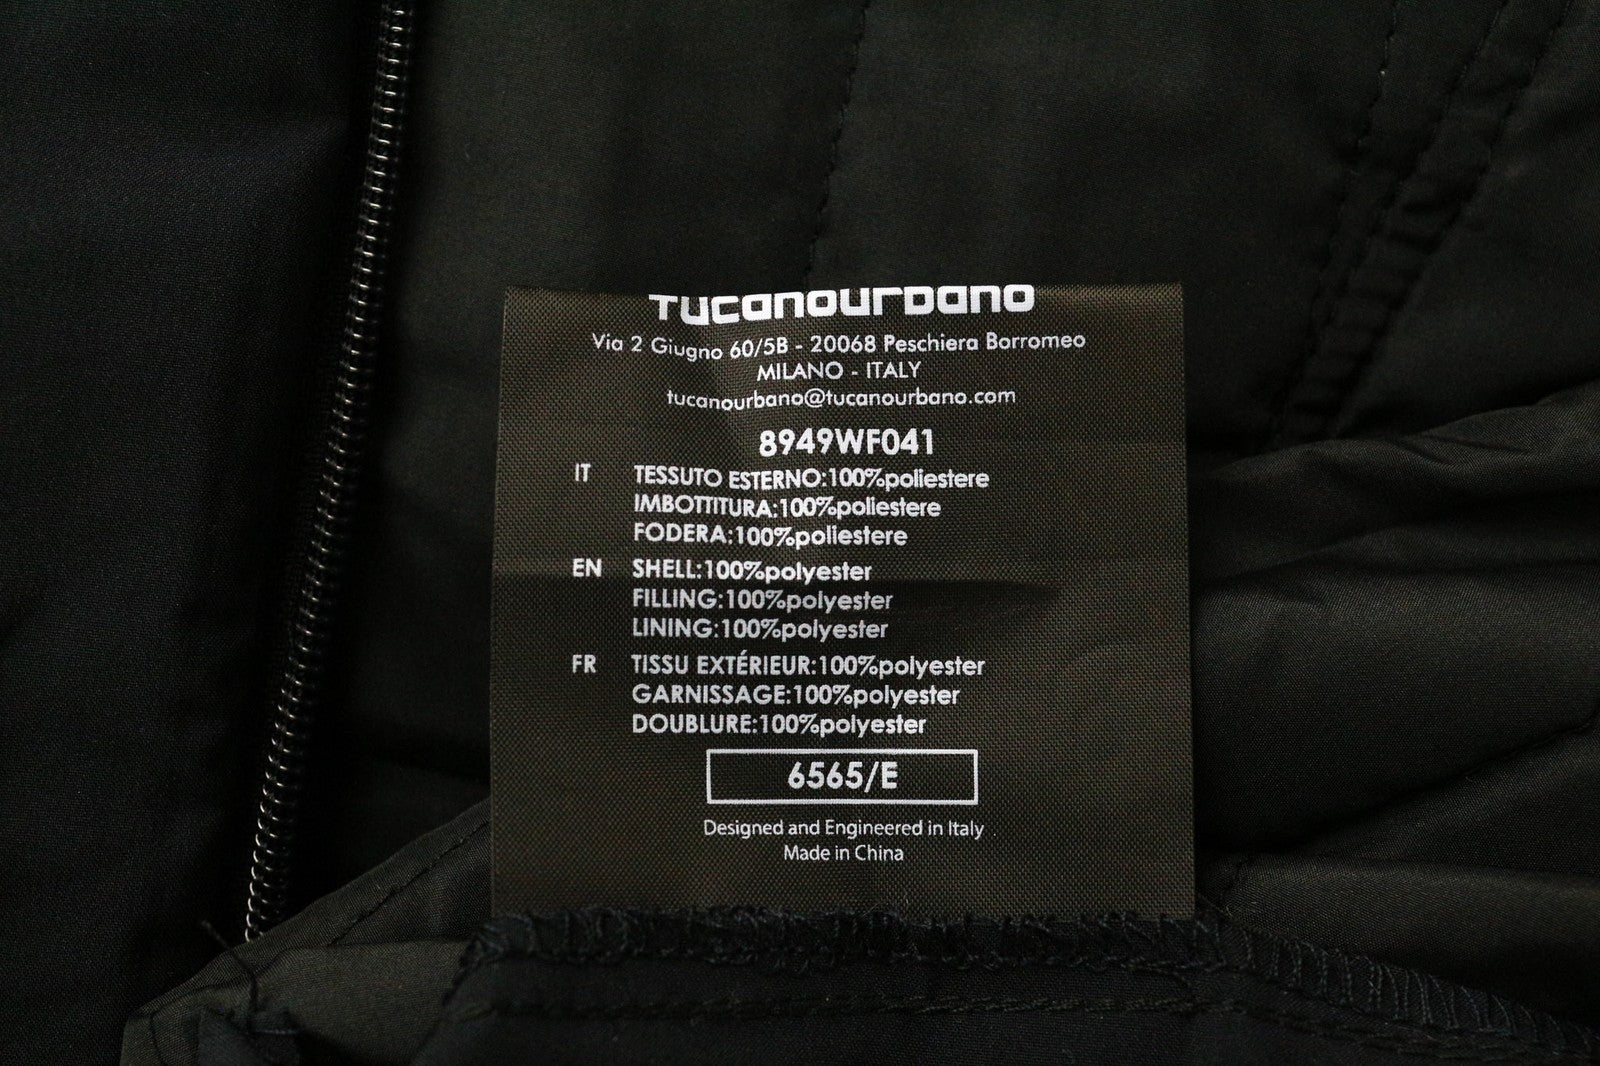 TUCANOURBANO
Via 2 Giugno 60/5B - 20068 Peschiera Borromeo
MILANO - ITALY
tucanourbano@tucanourbano.com
8949WF041
IT TESSUTO ESTERNO:100%poliestere
IMBOTTITURA:100%poliestere
FODERA:100%poliestere
EN SHELL:100%polyester
FILLING:100%polyester
LINING:100%polyester
FR TISSU EXTÉRIEUR:100%polyester
GARNISSAGE:100%polyester
DOUBLURE:100%polyester
6565/E
Designed and Engineered in Italy
Made in China